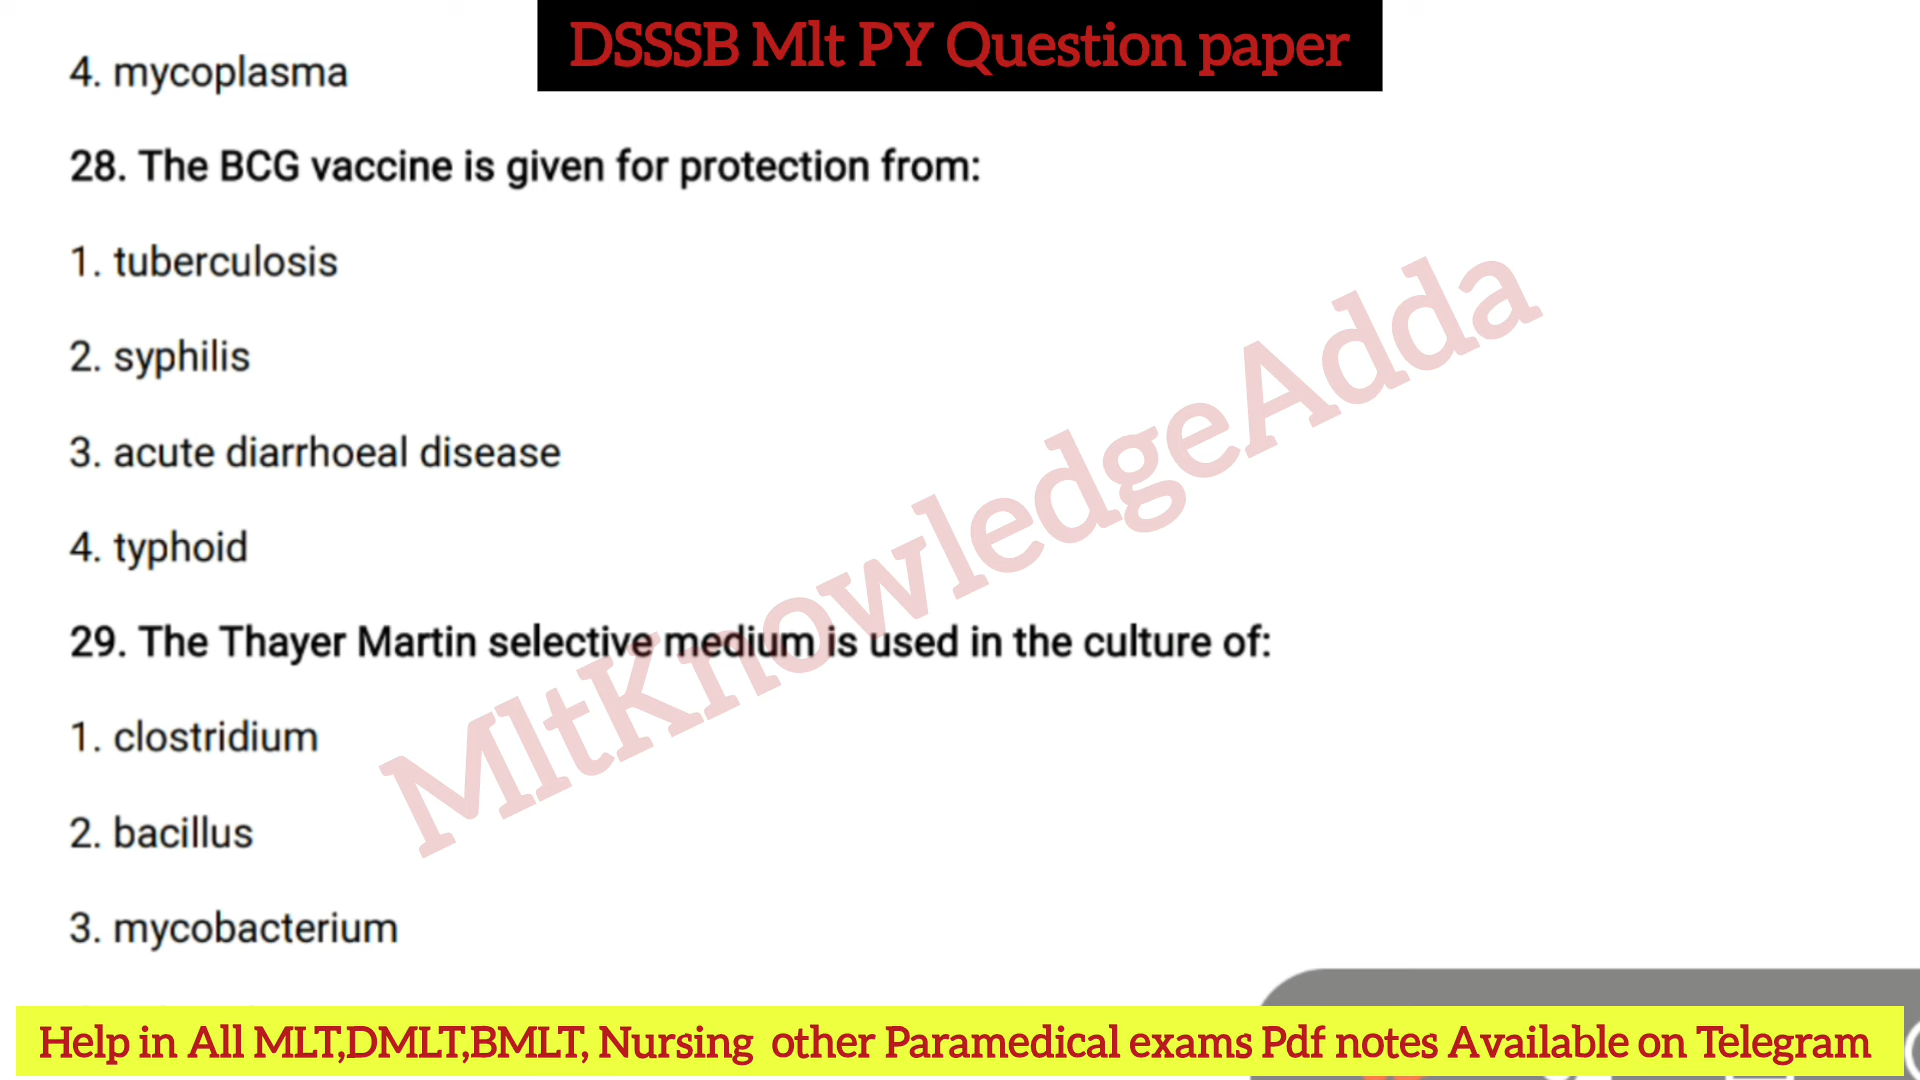 DSSSB Mlt PY Question paper
4. mycoplasma
28. The BCG vaccine is given for protection from:
1. tuberculosis
2. syphilis
3. acute diarrhoeal disease
4. typhoid
29. The Thayer Martin selective medium is used in the culture of:
1. clostridium
2. bacillus
3. mycobacterium
MltKnowledgeAdda
Help in All MLT,DMLT,BMLT, Nursing other Paramedical exams Pdf notes Available on Telegram